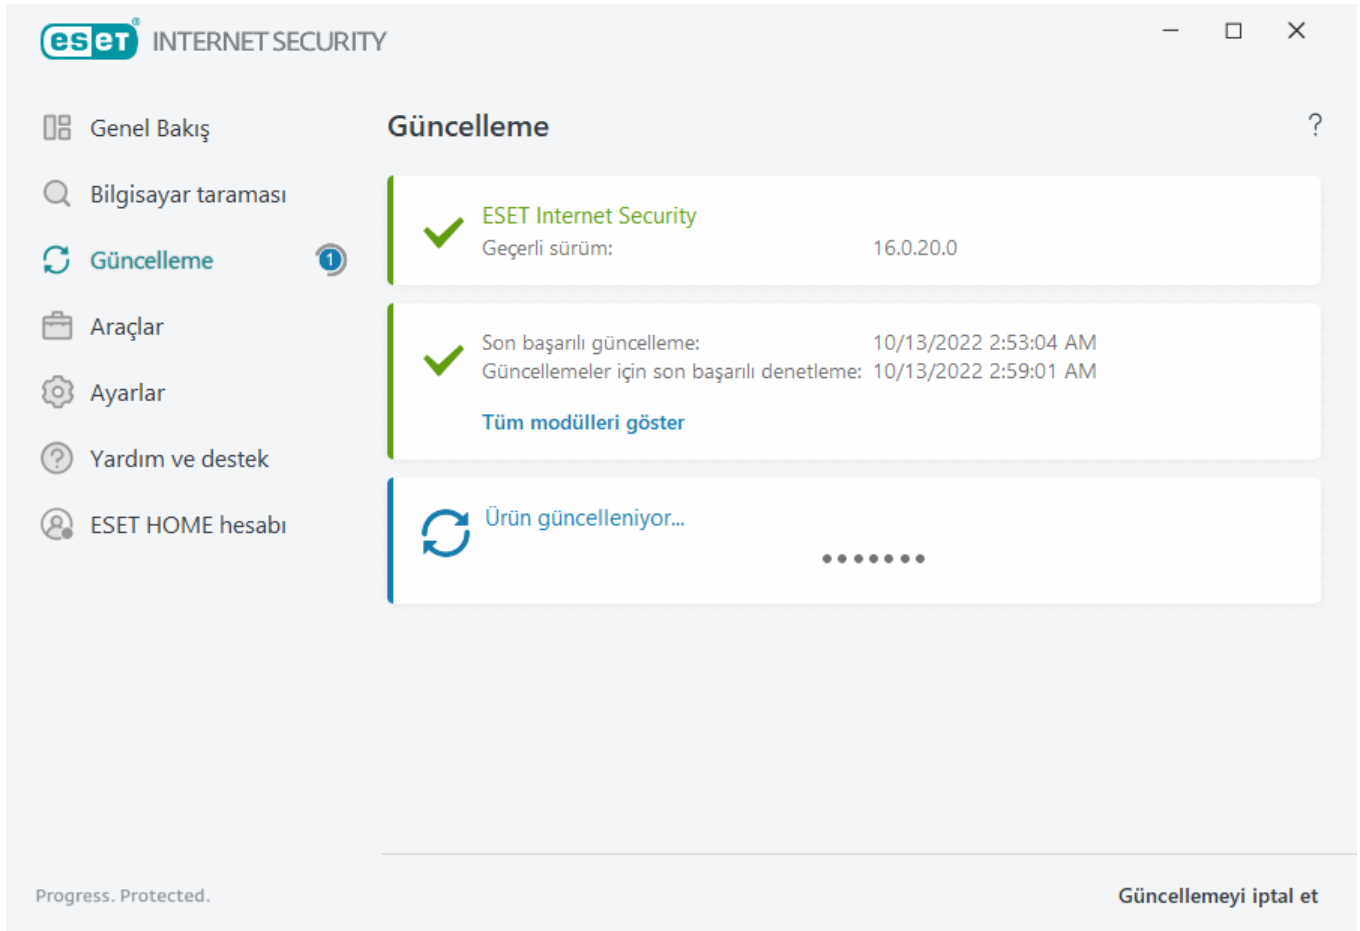 eseT® INTERNET SECURITY
Genel Bakış
Bilgisayar taraması
Güncelleme 1
Araçlar
Ayarlar
Yardım ve destek
ESET HOME hesabı
Güncelleme ?
ESET Internet Security
Geçerli sürüm: 16.0.20.0
Son başarılı güncelleme: 10/13/2022 2:53:04 AM
Güncellemeler için son başarılı denetleme: 10/13/2022 2:59:01 AM
Tüm modülleri göster
Ürün güncelleniyor...
Progress. Protected.
Güncellemeyi iptal et